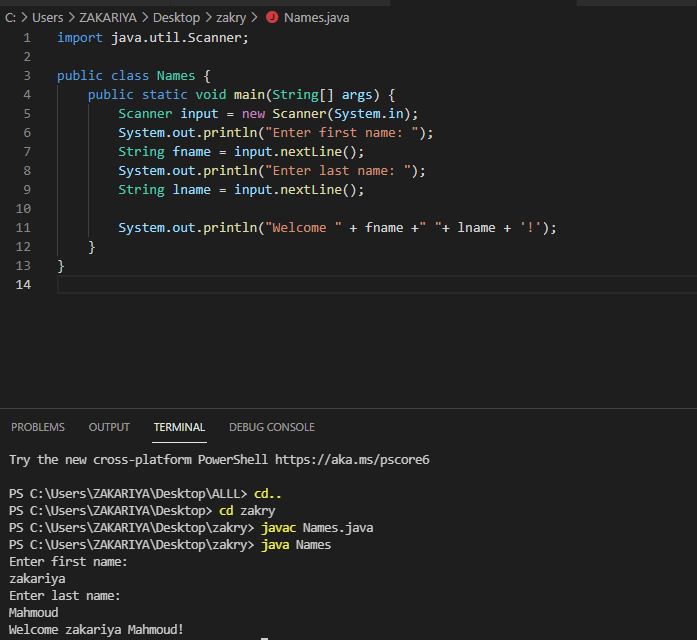 C: > Users > ZAKARIYA > Desktop > zakry > J Names.java
1 import java.util.Scanner;
2
3 public class Names {
4 public static void main(String[] args) {
5 Scanner input = new Scanner(System.in);
6 System.out.println("Enter first name: ");
7 String fname = input.nextLine();
8 System.out.println("Enter last name: ");
9 String lname = input.nextLine();
10
11 System.out.println("Welcome " + fname +" "+ lname + '!');
12 }
13 }
14
PROBLEMS OUTPUT TERMINAL DEBUG CONSOLE
Try the new cross-platform PowerShell https://aka.ms/pscore6
PS C:\Users\ZAKARIYA\Desktop\ALLL> cd..
PS C:\Users\ZAKARIYA\Desktop> cd zakry
PS C:\Users\ZAKARIYA\Desktop\zakry> javac Names.java
PS C:\Users\ZAKARIYA\Desktop\zakry> java Names
Enter first name:
zakariya
Enter last name:
Mahmoud
Welcome zakariya Mahmoud!